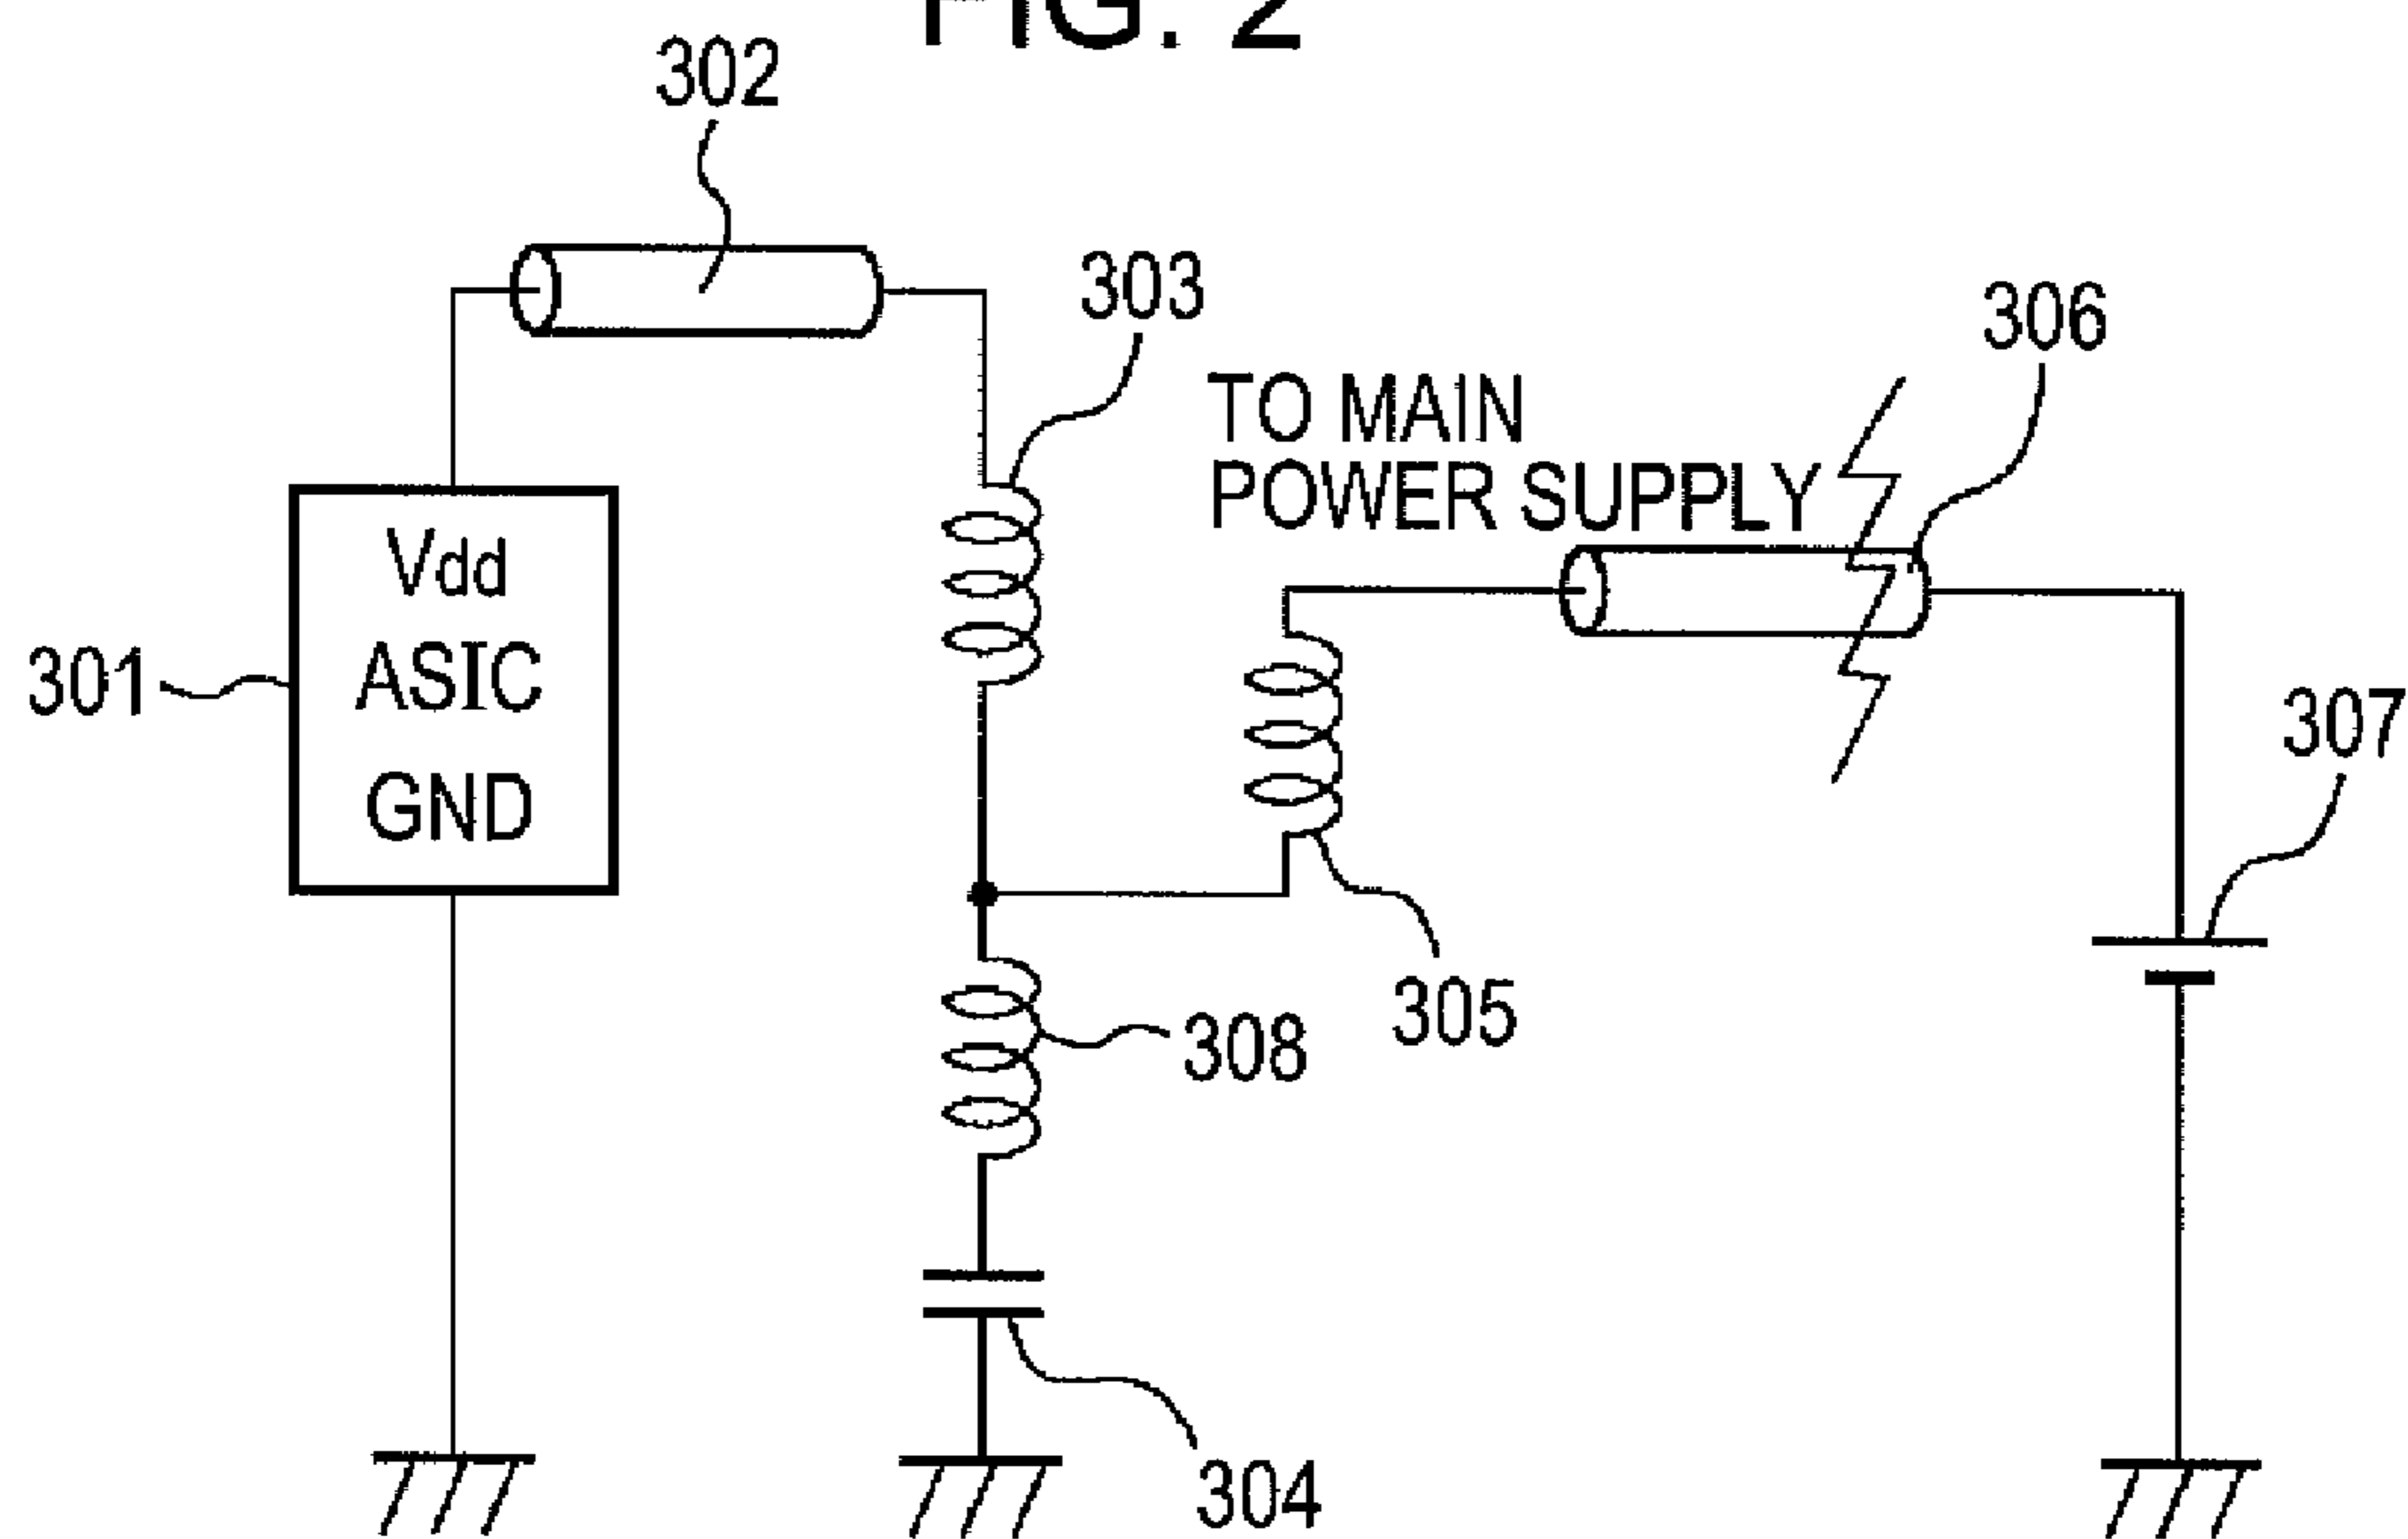 FIG. 2
302
303
306
TO MAIN
POWER SUPPLY
Vdd
ASIC
GND
301
307
305
308
304